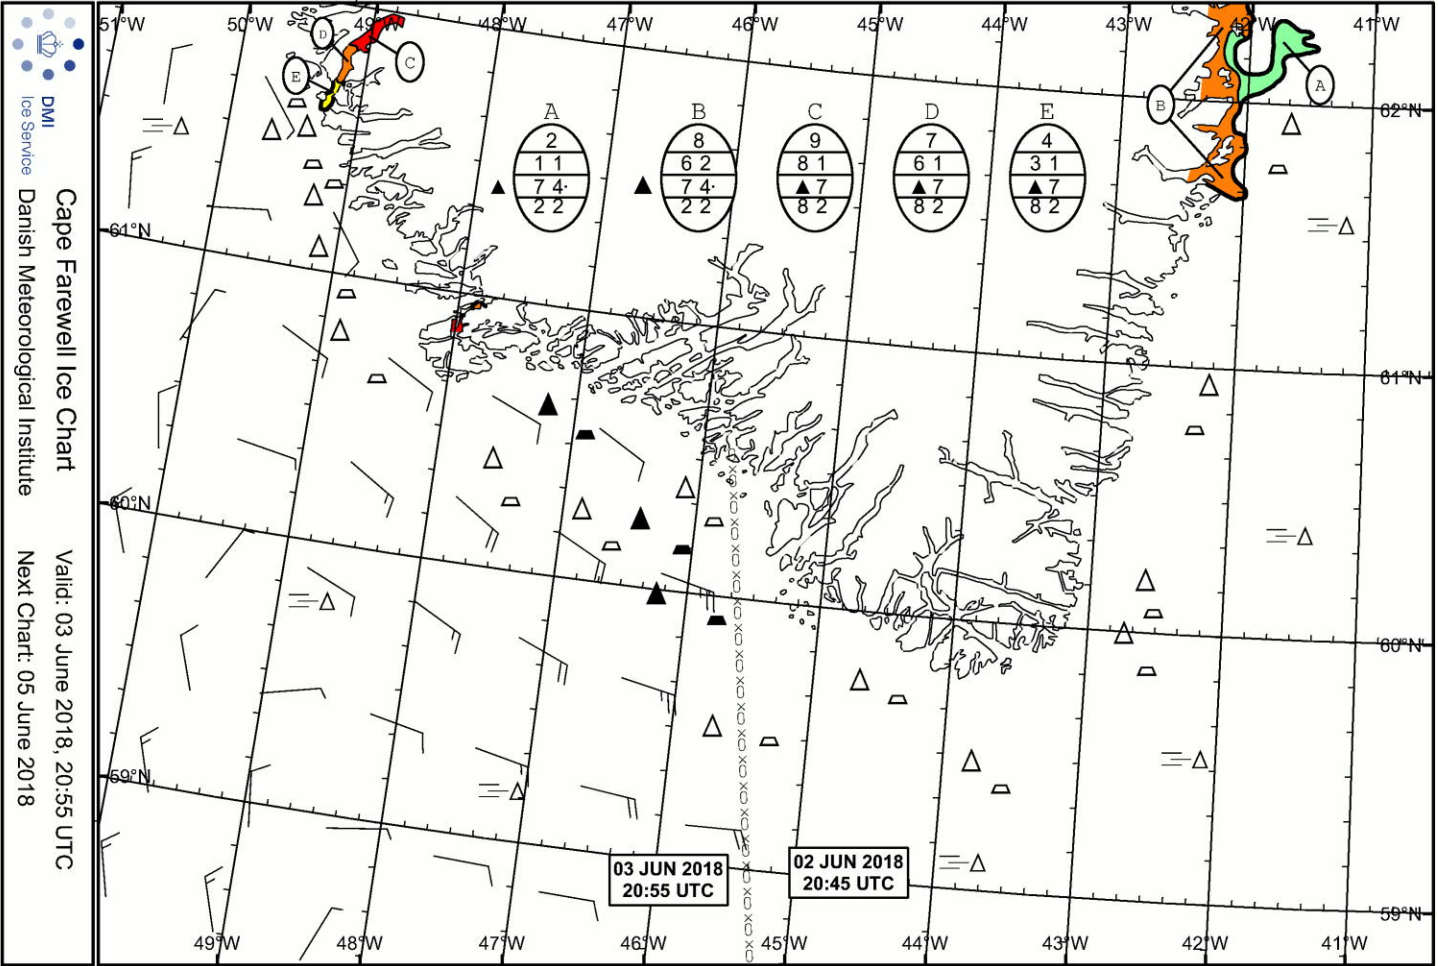 DMI
Ice Service
Cape Farewell Ice Chart
Danish Meteorological Institute
Valid: 03 June 2018, 20:55 UTC
Next Chart: 05 June 2018
51°W 50°W 49°W 48°W 47°W 46°W 45°W 44°W 43°W 42°W 41°W
D
C
E
A
B
62°N
A B C D E
2 8 9 7 4
1 1 6 2 8 1 6 1 3 1
7 4· 7 4· ▲ 7 ▲ 7 ▲ 7
2 2 2 2 8 2 8 2 8 2
61°N
61°N
60°N
60°N
59°N
03 JUN 2018
20:55 UTC
02 JUN 2018
20:45 UTC
59°N
49°W 48°W 47°W 46°W 45°W 44°W 43°W 42°W 41°W